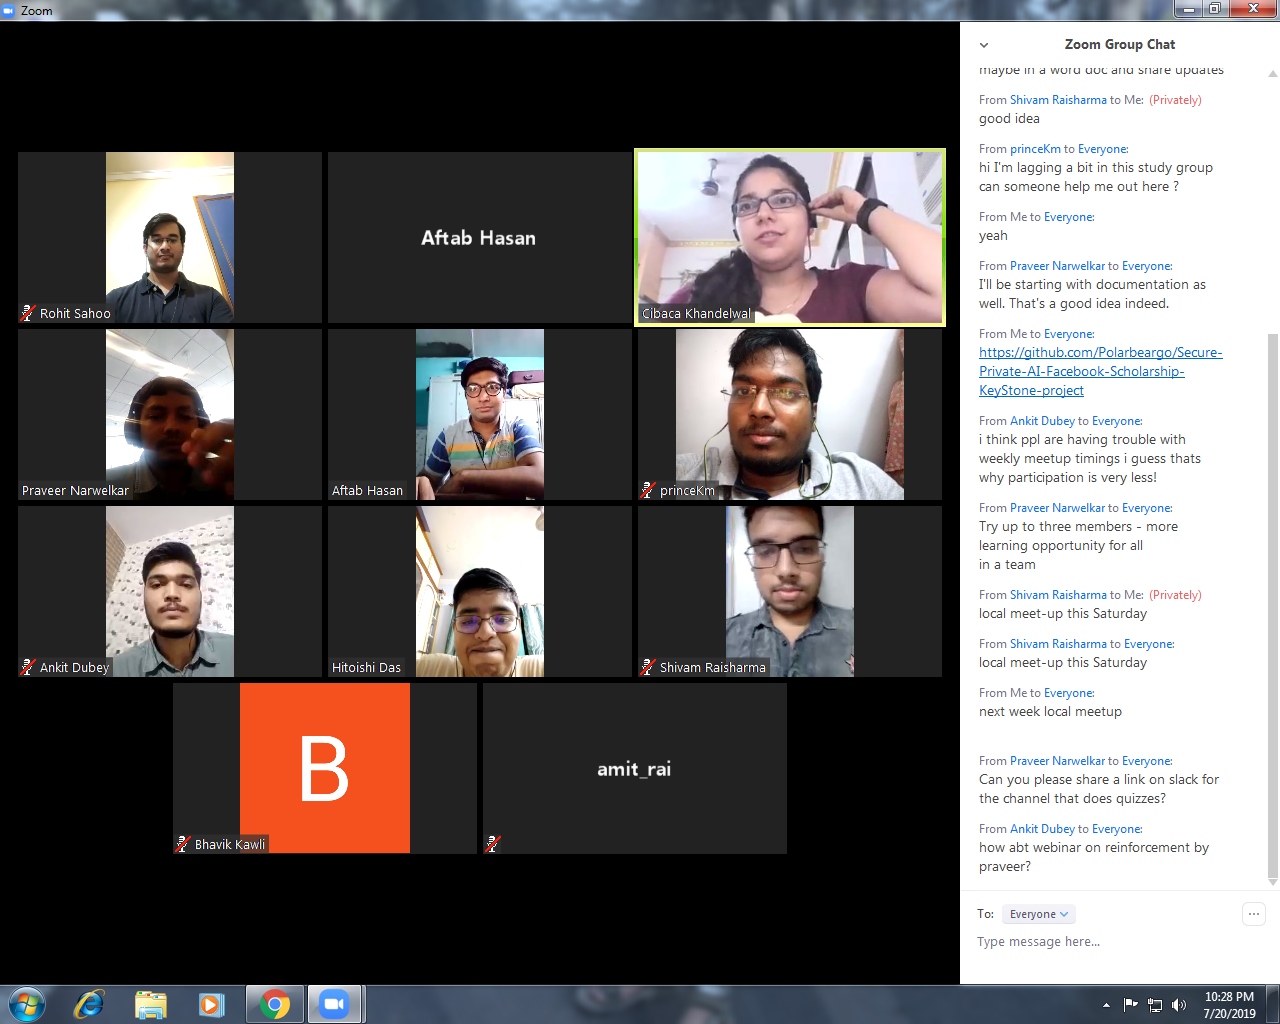 Zoom
Rohit Sahoo
Aftab Hasan
Cibaca Khandelwal
Praveer Narwelkar
Aftab Hasan
princeKm
Ankit Dubey
Hitoishi Das
Shivam Raisharma
B
Bhavik Kawli
amit_rai
Zoom Group Chat
maybe in a word doc and share updates
From Shivam Raisharma to Me: (Privately)
good idea
From princeKm to Everyone:
hi I'm lagging a bit in this study group
can someone help me out here ?
From Me to Everyone:
yeah
From Praveer Narwelkar to Everyone:
I'll be starting with documentation as
well. That's a good idea indeed.
From Me to Everyone:
https://github.com/Polarbeargo/Secure-
Private-AI-Facebook-Scholarship-
KeyStone-project
From Ankit Dubey to Everyone:
i think ppl are having trouble with
weekly meetup timings i guess thats
why participation is very less!
From Praveer Narwelkar to Everyone:
Try up to three members - more
learning opportunity for all
in a team
From Shivam Raisharma to Me: (Privately)
local meet-up this Saturday
From Shivam Raisharma to Everyone:
local meet-up this Saturday
From Me to Everyone:
next week local meetup
From Praveer Narwelkar to Everyone:
Can you please share a link on slack for
the channel that does quizzes?
From Ankit Dubey to Everyone:
how abt webinar on reinforcement by
praveer?
To: Everyone
Type message here...
10:28 PM
7/20/2019